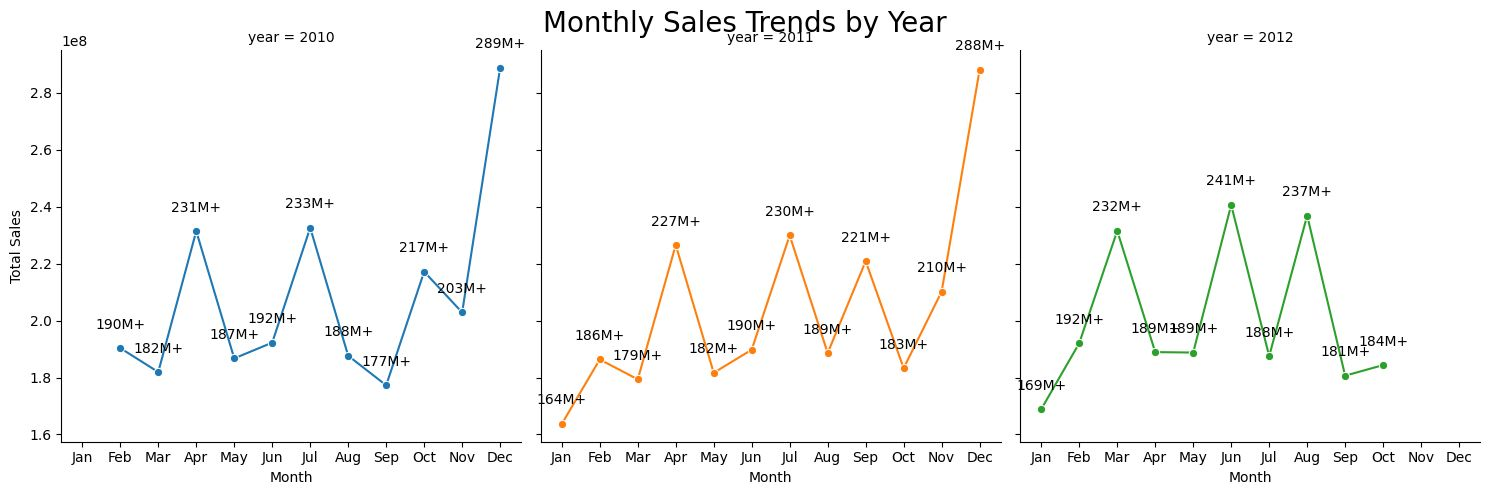 Monthly Sales Trends by Year
1e8
year = 2010
year = 2011
year = 2012
Total Sales
2.8
2.6
2.4
2.2
2.0
1.8
1.6
190M+
182M+
231M+
187M+
192M+
233M+
188M+
177M+
217M+
203M+
289M+
Jan Feb Mar Apr May Jun Jul Aug Sep Oct Nov Dec
Month
164M+
186M+
179M+
227M+
182M+
190M+
230M+
189M+
221M+
183M+
210M+
288M+
Jan Feb Mar Apr May Jun Jul Aug Sep Oct Nov Dec
Month
169M+
192M+
232M+
189M+
189M+
241M+
188M+
237M+
181M+
184M+
Jan Feb Mar Apr May Jun Jul Aug Sep Oct Nov Dec
Month